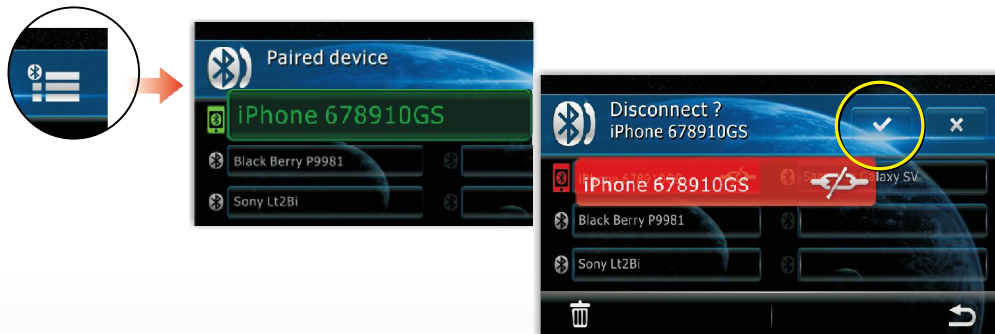 Paired device
iPhone 678910GS
Black Berry P9981
Sony Lt2Bi
Disconnect ?
iPhone 678910GS
iPhone 678910GS
Galaxy SV
Black Berry P9981
Sony Lt2Bi